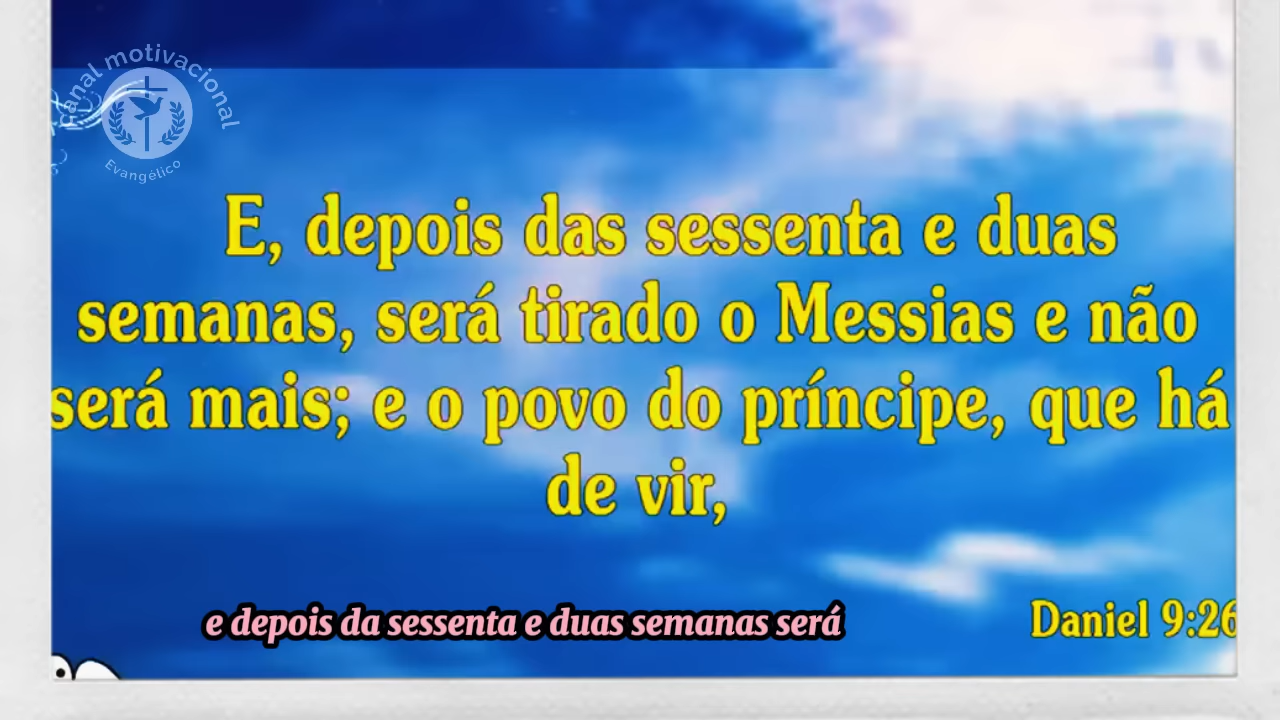 Canal motivacional
Evangélico
E, depois das sessenta e duas
semanas, será tirado o Messias e não
será mais; e o povo do príncipe, que há
de vir,
e depois da sessenta e duas semanas será
Daniel 9:26